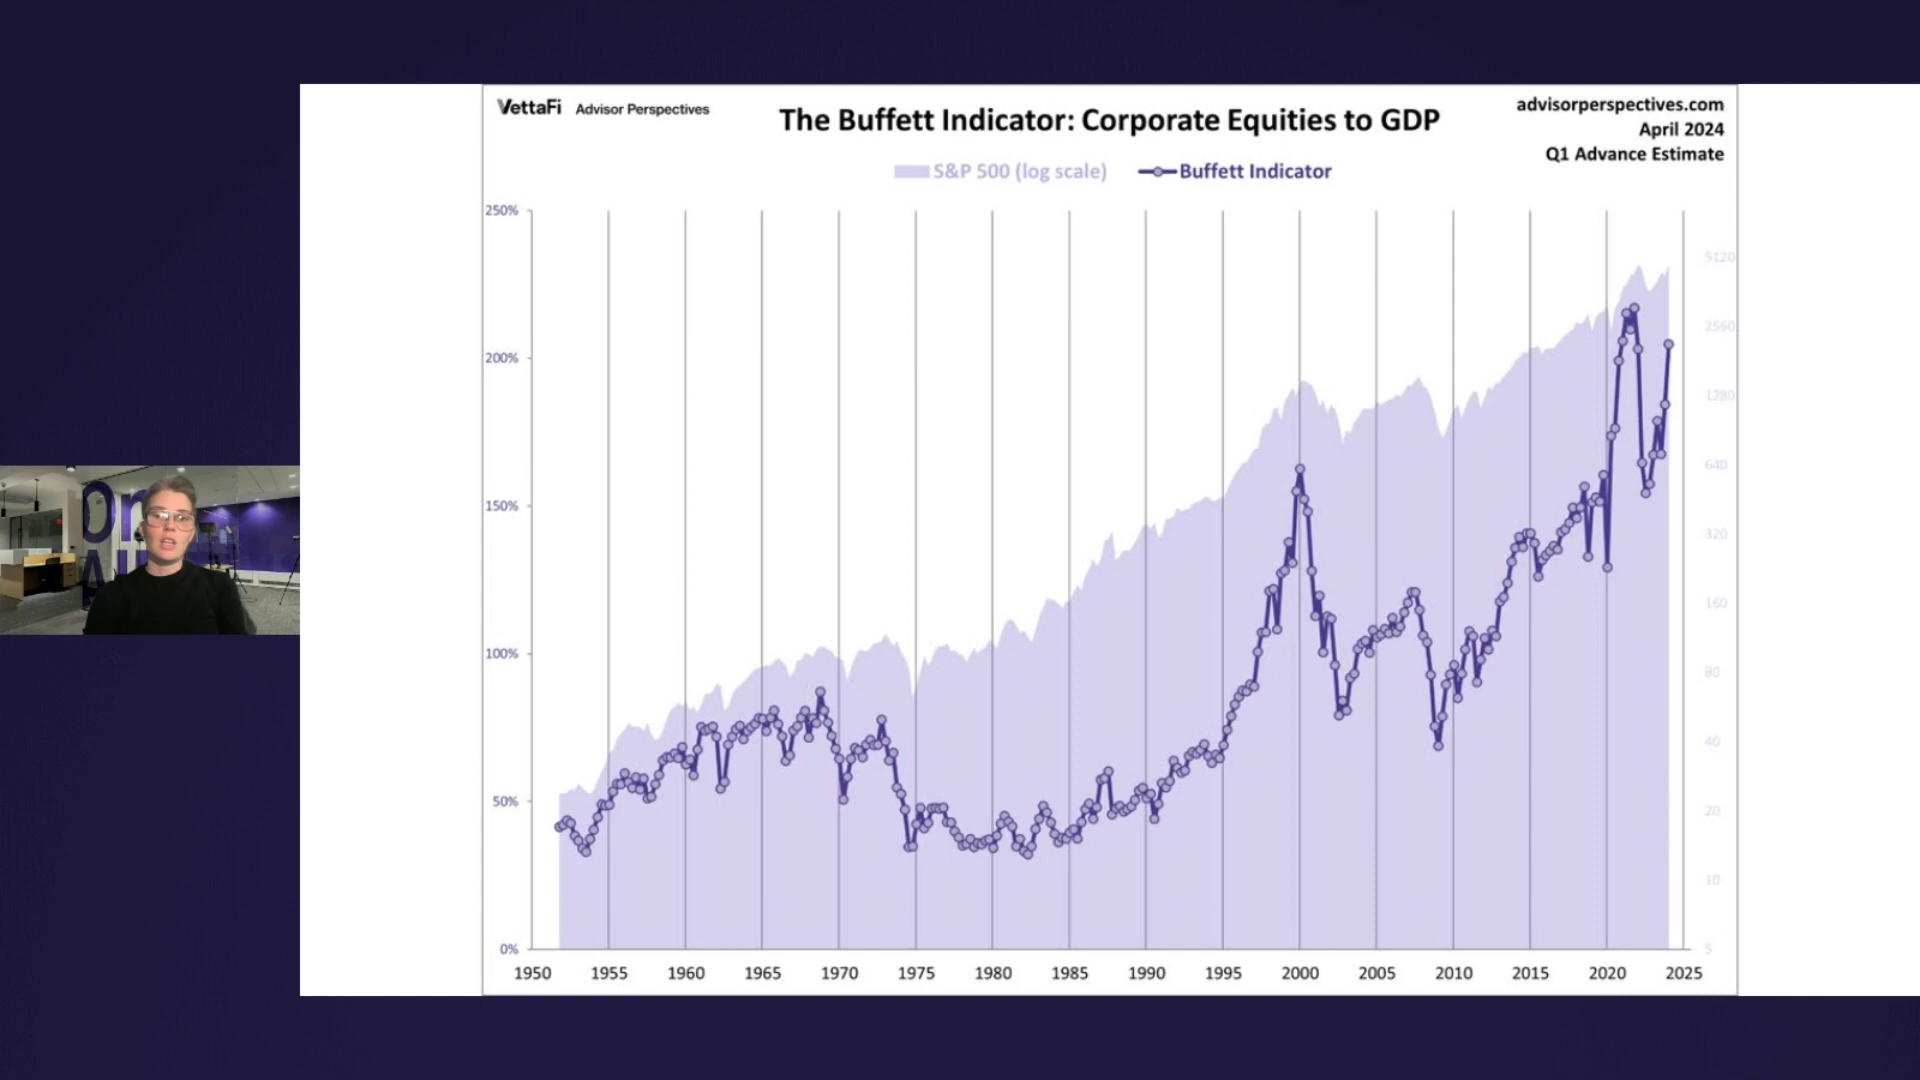 VettaFi Advisor Perspectives
The Buffett Indicator: Corporate Equities to GDP
advisorperspectives.com
April 2024
Q1 Advance Estimate
S&P 500 (log scale)
Buffett Indicator
250%
200%
150%
100%
50%
0%
5120
2560
1280
640
320
160
80
40
20
10
5
1950 1955 1960 1965 1970 1975 1980 1985 1990 1995 2000 2005 2010 2015 2020 2025